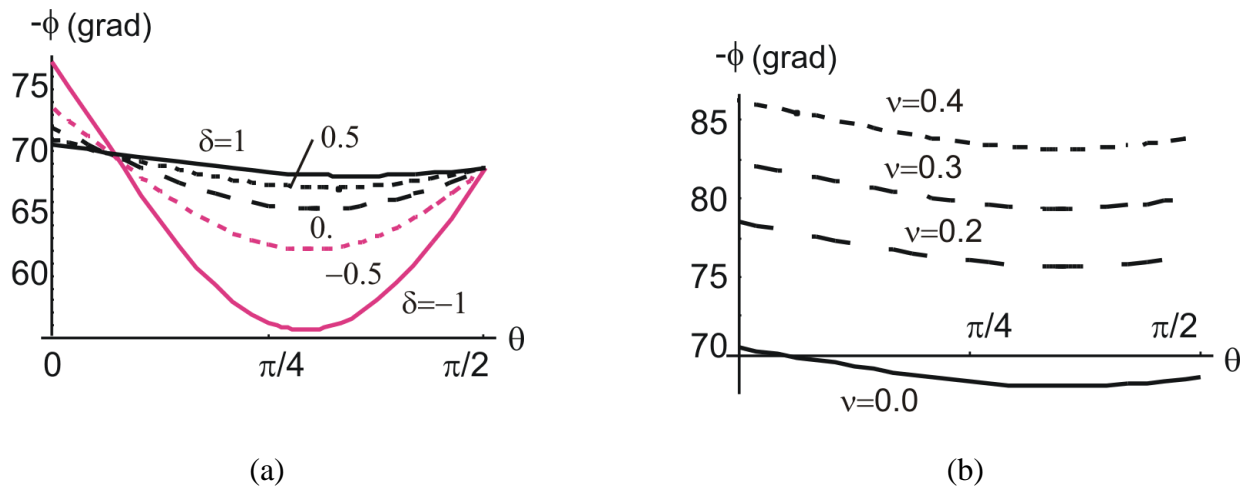 -ϕ (grad)
75
70
65
60
δ=1
0.5
0.
−0.5
δ=−1
0
π/4
π/2
θ
(a)
-ϕ (grad)
85
80
75
70
ν=0.4
ν=0.3
ν=0.2
π/4
π/2
θ
ν=0.0
(b)